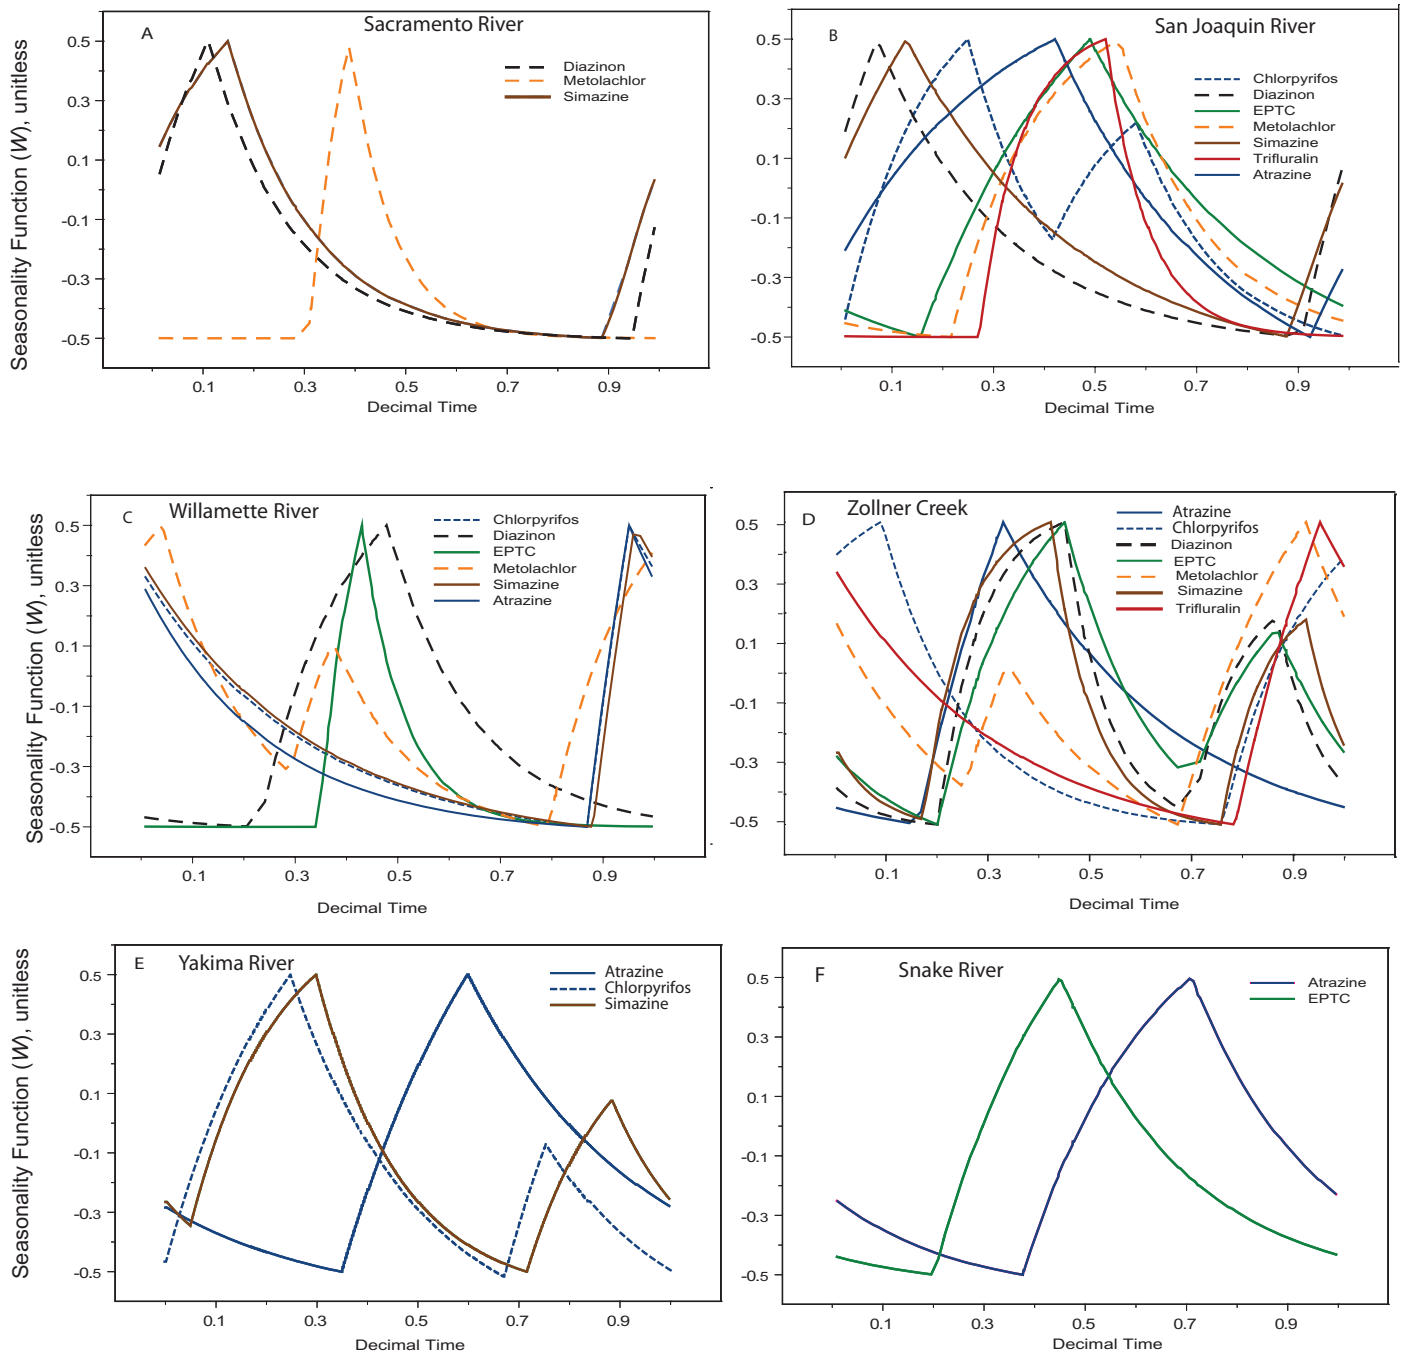 A
Sacramento River
Diazinon
Metolachlor
Simazine
Seasonality Function (W), unitless
0.5
0.3
0.1
-0.1
-0.3
-0.5
0.1 0.3 0.5 0.7 0.9
Decimal Time
B
San Joaquin River
Chlorpyrifos
Diazinon
EPTC
Metolachlor
Simazine
Trifluralin
Atrazine
0.5
0.3
0.1
-0.1
-0.3
-0.5
0.3 0.5 0.7 0.9
Decimal Time
C
Willamette River
Chlorpyrifos
Diazinon
EPTC
Metolachlor
Simazine
Atrazine
Seasonality Function (W), unitless
0.5
0.3
0.1
-0.1
-0.3
-0.5
0.1 0.3 0.5 0.7 0.9
Decimal Time
D
Zollner Creek
Atrazine
Chlorpyrifos
Diazinon
EPTC
Metolachlor
Simazine
Trifluralin
0.5
0.3
0.1
-0.1
-0.3
-0.5
0.1 0.3 0.5 0.7 0.9
Decimal Time
E
Yakima River
Atrazine
Chlorpyrifos
Simazine
Seasonality Function (W), unitless
0.5
0.3
0.1
-0.1
-0.3
-0.5
0.1 0.3 0.5 0.7 0.9
Decimal Time
F
Snake River
Atrazine
EPTC
0.5
0.3
0.1
-0.1
-0.3
-0.5
0.1 0.3 0.5 0.7 0.9
Decimal Time